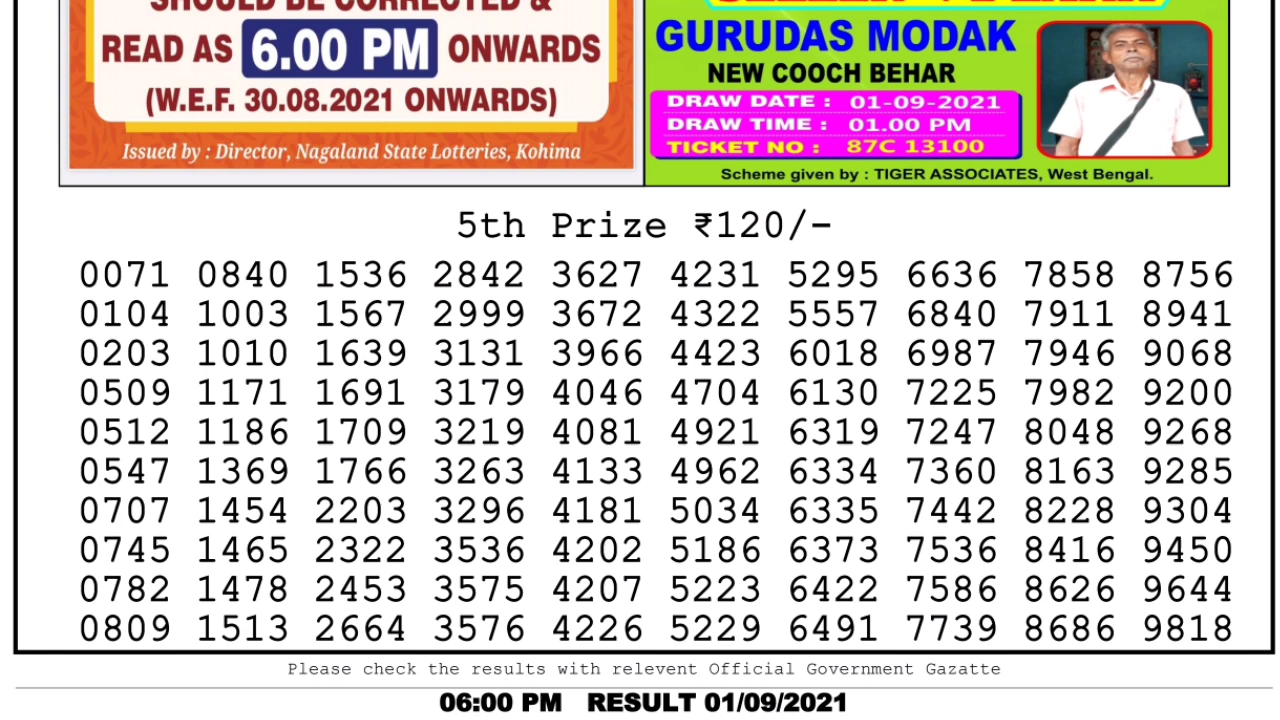 SHOULD BE CORRECTED &
READ AS 6.00 PM ONWARDS
(W.E.F. 30.08.2021 ONWARDS)
Issued by : Director, Nagaland State Lotteries, Kohima
GURUDAS MODAK
NEW COOCH BEHAR
DRAW DATE : 01-09-2021
DRAW TIME : 01.00 PM
TICKET NO : 87C 13100
Scheme given by : TIGER ASSOCIATES, West Bengal.
5th Prize ₹120/-
0071 0840 1536 2842 3627 4231 5295 6636 7858 8756
0104 1003 1567 2999 3672 4322 5557 6840 7911 8941
0203 1010 1639 3131 3966 4423 6018 6987 7946 9068
0509 1171 1691 3179 4046 4704 6130 7225 7982 9200
0512 1186 1709 3219 4081 4921 6319 7247 8048 9268
0547 1369 1766 3263 4133 4962 6334 7360 8163 9285
0707 1454 2203 3296 4181 5034 6335 7442 8228 9304
0745 1465 2322 3536 4202 5186 6373 7536 8416 9450
0782 1478 2453 3575 4207 5223 6422 7586 8626 9644
0809 1513 2664 3576 4226 5229 6491 7739 8686 9818
Please check the results with relevent Official Government Gazatte
06:00 PM RESULT 01/09/2021